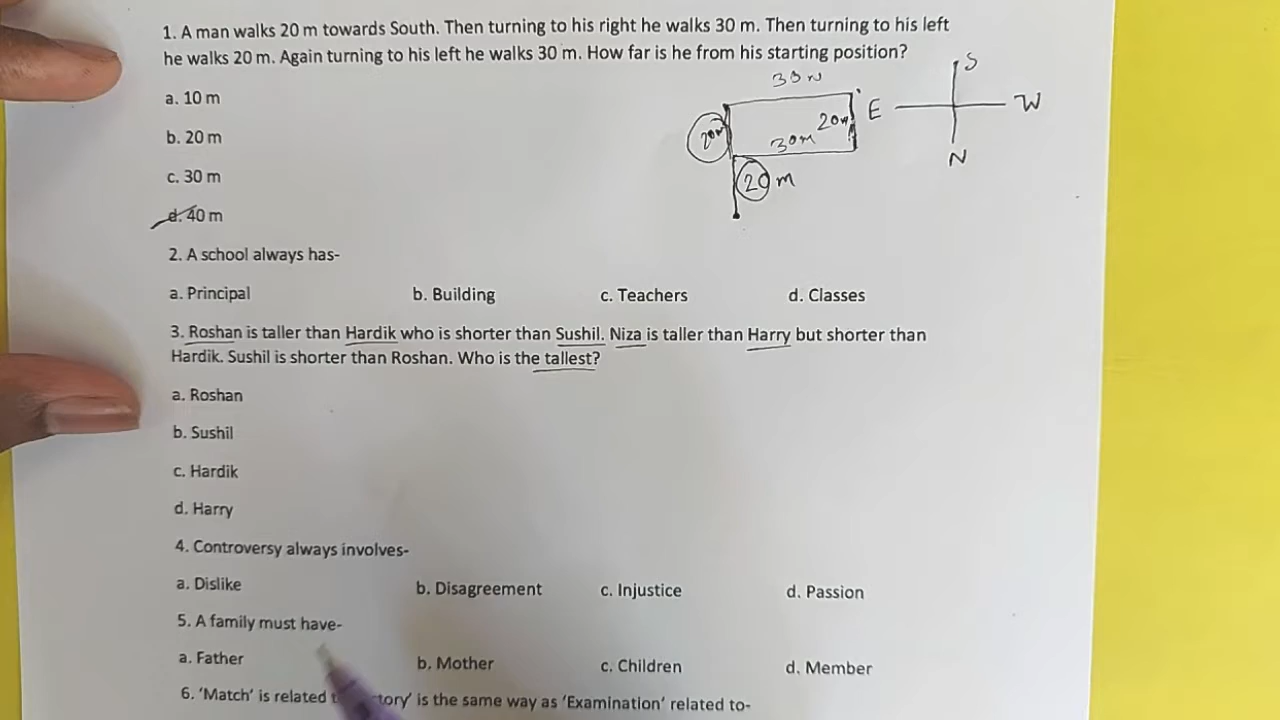 1. A man walks 20 m towards South. Then turning to his right he walks 30 m. Then turning to his left
he walks 20 m. Again turning to his left he walks 30 m. How far is he from his starting position?
a. 10 m
b. 20 m
c. 30 m
d. 40 m
30
20m
20m
30m
20 m
S
E
W
N
2. A school always has-
a. Principal b. Building c. Teachers d. Classes
3. Roshan is taller than Hardik who is shorter than Sushil. Niza is taller than Harry but shorter than
Hardik. Sushil is shorter than Roshan. Who is the tallest?
a. Roshan
b. Sushil
c. Hardik
d. Harry
4. Controversy always involves-
a. Dislike b. Disagreement c. Injustice d. Passion
5. A family must have-
a. Father b. Mother c. Children d. Member
6. ‘Match’ is related tory’ is the same way as ‘Examination’ related to-